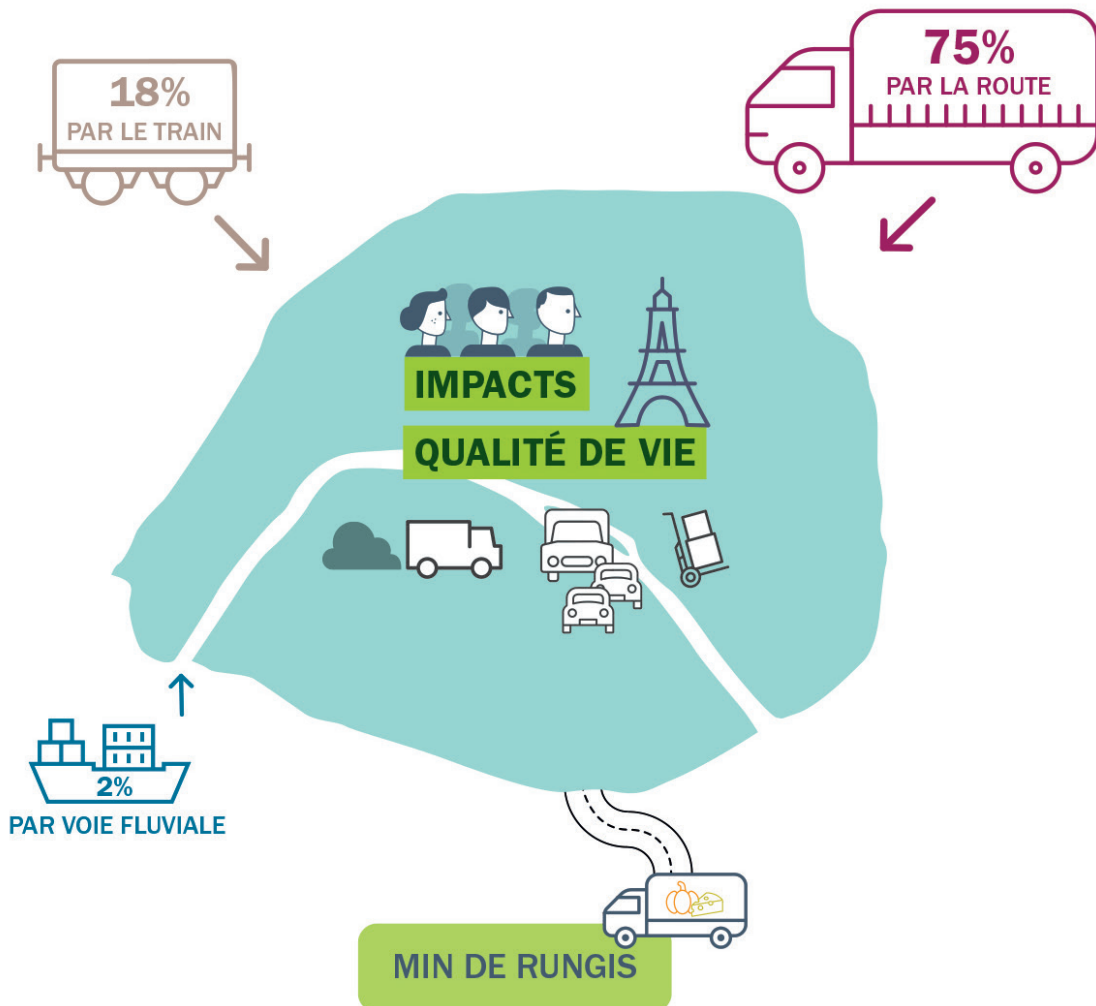 18%
PAR LE TRAIN
75%
PAR LA ROUTE
IMPACTS
QUALITÉ DE VIE
2%
PAR VOIE FLUVIALE
MIN DE RUNGIS